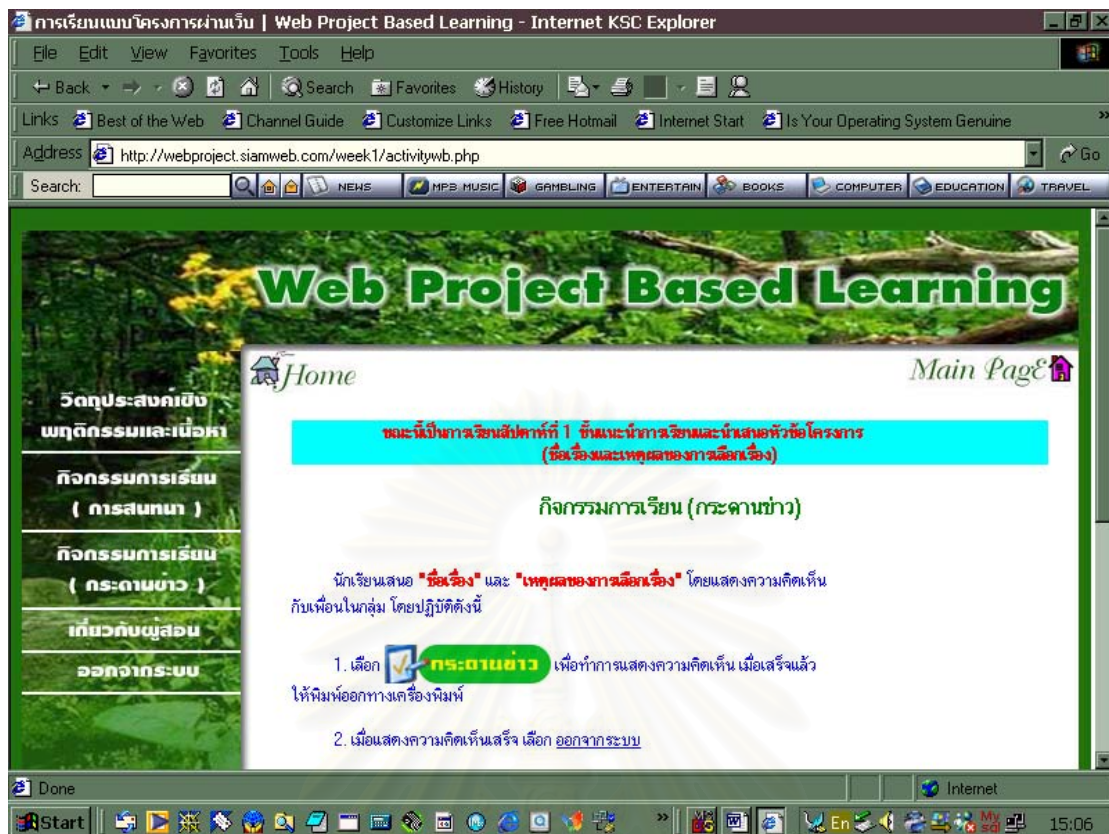 การเรียนแบบโครงการผ่านเว็บ | Web Project Based Learning - Internet KSC Explorer
File Edit View Favorites Tools Help
Back Search Favorites History
Links Best of the Web Channel Guide Customize Links Free Hotmail Internet Start Is Your Operating System Genuine »
Address http://webproject.siamweb.com/week1/activitywb.php Go
Search: NEWS MP3 MUSIC GAMBLING ENTERTAIN BOOKS COMPUTER EDUCATION TRAVEL
Web Project Based Learning
Home Main Page
วัตถุประสงค์เชิง
พฤติกรรมและเนื้อหา
กิจกรรมการเรียน
( การสนทนา )
กิจกรรมการเรียน
( กระดานข่าว )
เกี่ยวกับผู้สอน
ออกจากระบบ
ขณะนี้เป็นการเรียนสัปดาห์ที่ 1 ขั้นแนะนำการเรียนและนำเสนอหัวข้อโครงการ
(ชื่อเรื่องและเหตุผลของการเลือกเรื่อง)
กิจกรรมการเรียน (กระดานข่าว)
นักเรียนเสนอ "ชื่อเรื่อง" และ "เหตุผลของการเลือกเรื่อง" โดยแสดงความคิดเห็น
กับเพื่อนในกลุ่ม โดยปฏิบัติดังนี้
1. เลือก กระดานข่าว เพื่อทำการแสดงความคิดเห็น เมื่อเสร็จแล้ว
ให้พิมพ์ออกทางเครื่องพิมพ์
2. เมื่อแสดงความคิดเห็นเสร็จ เลือก ออกจากระบบ
Done Internet
Start » En My sql 15:06